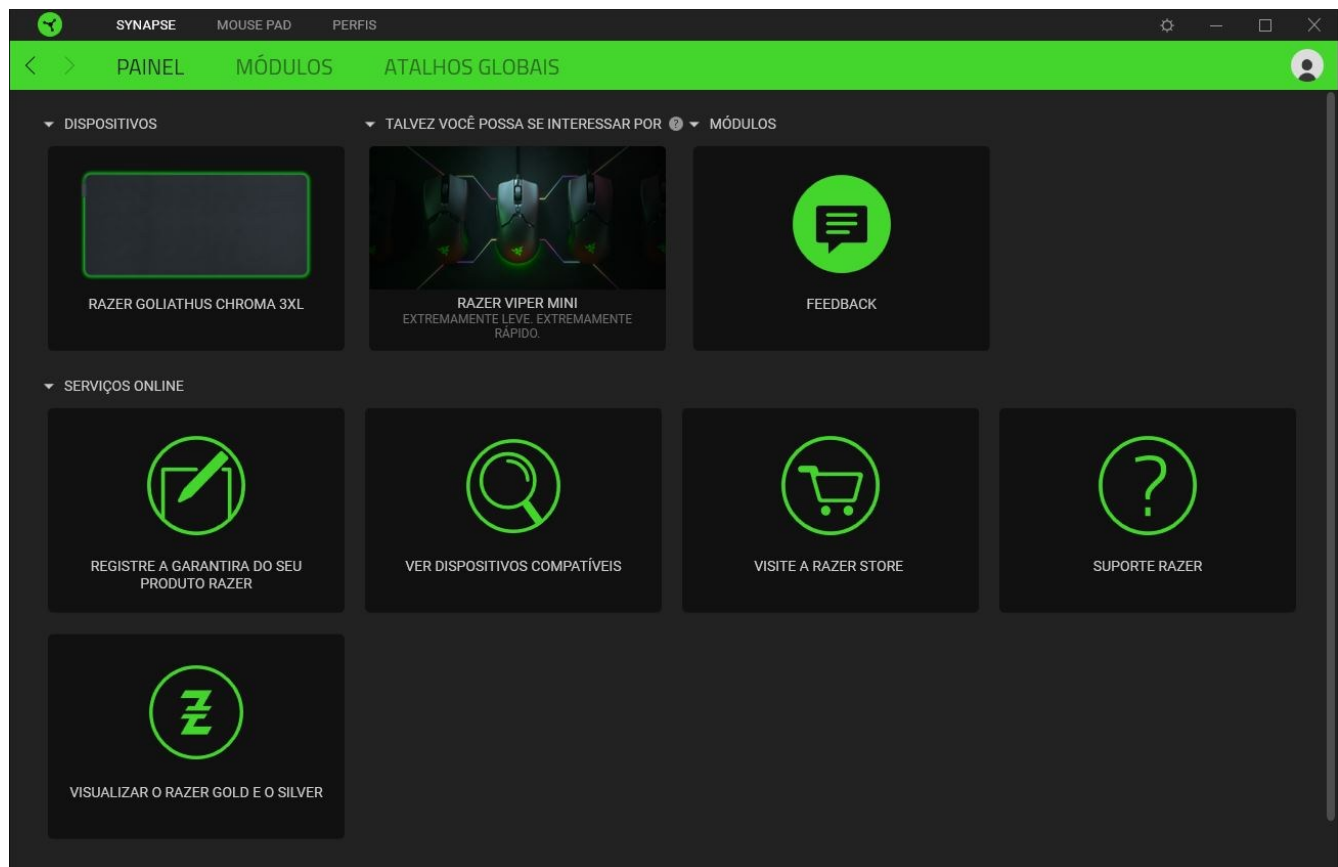 SYNAPSE MOUSE PAD PERFIS
PAINEL MÓDULOS ATALHOS GLOBAIS
DISPOSITIVOS
TALVEZ VOCÊ POSSA SE INTERESSAR POR ?
MÓDULOS
RAZER GOLIATHUS CHROMA 3XL
RAZER VIPER MINI
EXTREMAMENTE LEVE. EXTREMAMENTE
RÁPIDO.
FEEDBACK
SERVIÇOS ONLINE
REGISTRE A GARANTIRA DO SEU
PRODUTO RAZER
VER DISPOSITIVOS COMPATÍVEIS
VISITE A RAZER STORE
SUPORTE RAZER
VISUALIZAR O RAZER GOLD E O SILVER